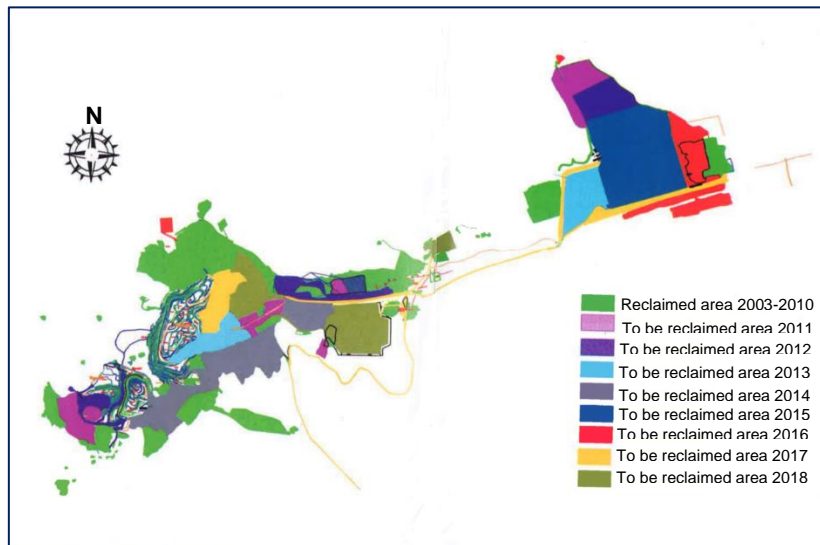 N
Reclaimed area 2003-2010
To be reclaimed area 2011
To be reclaimed area 2012
To be reclaimed area 2013
To be reclaimed area 2014
To be reclaimed area 2015
To be reclaimed area 2016
To be reclaimed area 2017
To be reclaimed area 2018